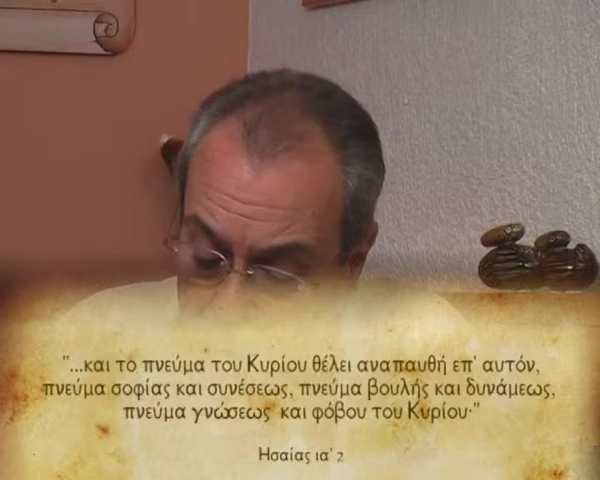 "...και το πνεύμα του Κυρίου θέλει αναπαυθή επ' αυτόν,
πνεύμα σοφίας και συνέσεως, πνεύμα βουλής και δυνάμεως,
πνεύμα γνώσεως και φόβου του Κυρίου·"
Ησαίας ια' 2